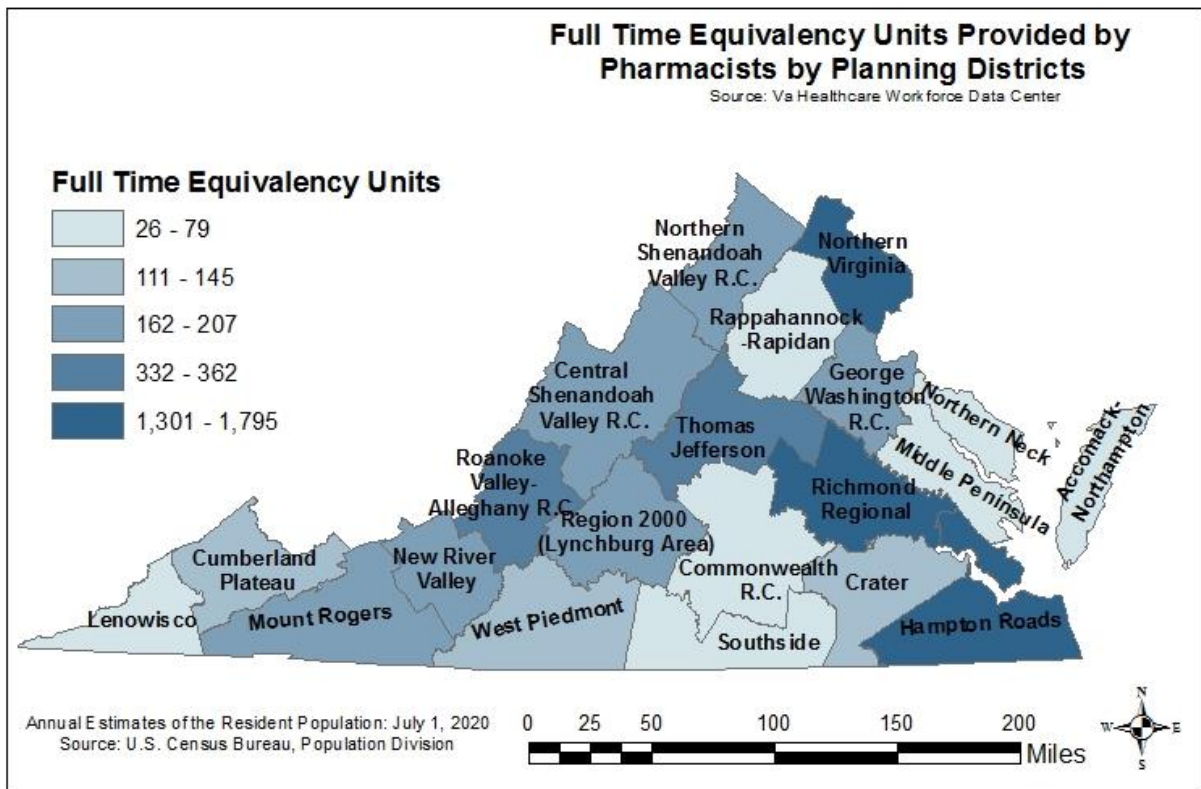 Full Time Equivalency Units Provided by
Pharmacists by Planning Districts
Source: Va Healthcare Workforce Data Center
Full Time Equivalency Units
26 - 79
111 - 145
162 - 207
332 - 362
1,301 - 1,795
Northern
Shenandoah
Valley R.C.
Northern
Virginia
Rappahannock
-Rapidan
Central
Shenandoah
Valley R.C.
George
Washington
R.C.
Northern Neck
Thomas
Jefferson
Middle Peninsula
Accomack-
Northampton
Roanoke
Valley-
Alleghany R.C.
Richmond
Regional
Region 2000
(Lynchburg Area)
Cumberland
Plateau
New River
Valley
Commonwealth
R.C.
Crater
Lenowisco
Mount Rogers
West Piedmont
Southside
Hampton Roads
Annual Estimates of the Resident Population: July 1, 2020
Source: U.S. Census Bureau, Population Division
0 25 50 100 150 200
Miles
N
W E
S